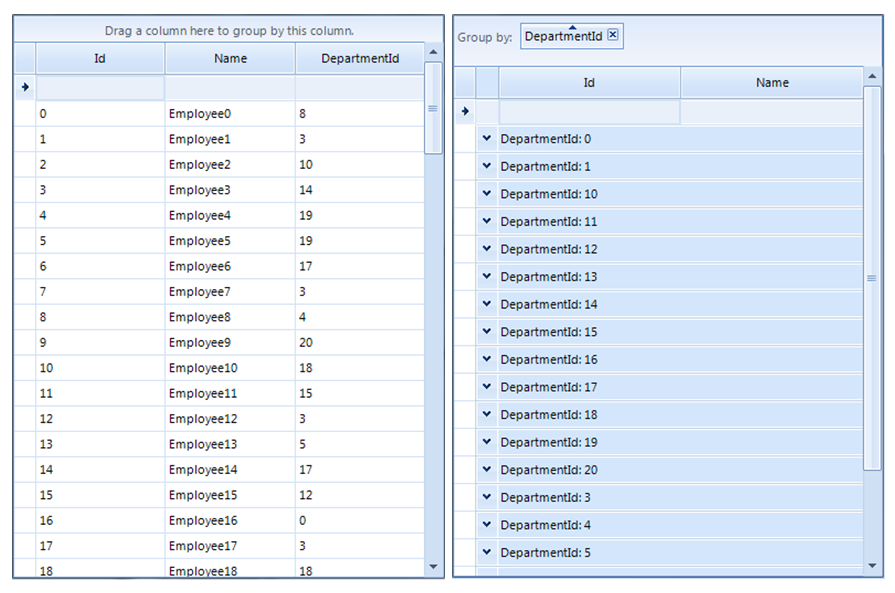 Drag a column here to group by this column.
Id Name DepartmentId
0 Employee0 8
1 Employee1 3
2 Employee2 10
3 Employee3 14
4 Employee4 19
5 Employee5 19
6 Employee6 17
7 Employee7 3
8 Employee8 4
9 Employee9 20
10 Employee10 18
11 Employee11 15
12 Employee12 3
13 Employee13 5
14 Employee14 17
15 Employee15 12
16 Employee16 0
17 Employee17 3
18 Employee18 18
Group by: DepartmentId
Id Name
DepartmentId: 0
DepartmentId: 1
DepartmentId: 10
DepartmentId: 11
DepartmentId: 12
DepartmentId: 13
DepartmentId: 14
DepartmentId: 15
DepartmentId: 16
DepartmentId: 17
DepartmentId: 18
DepartmentId: 19
DepartmentId: 20
DepartmentId: 3
DepartmentId: 4
DepartmentId: 5